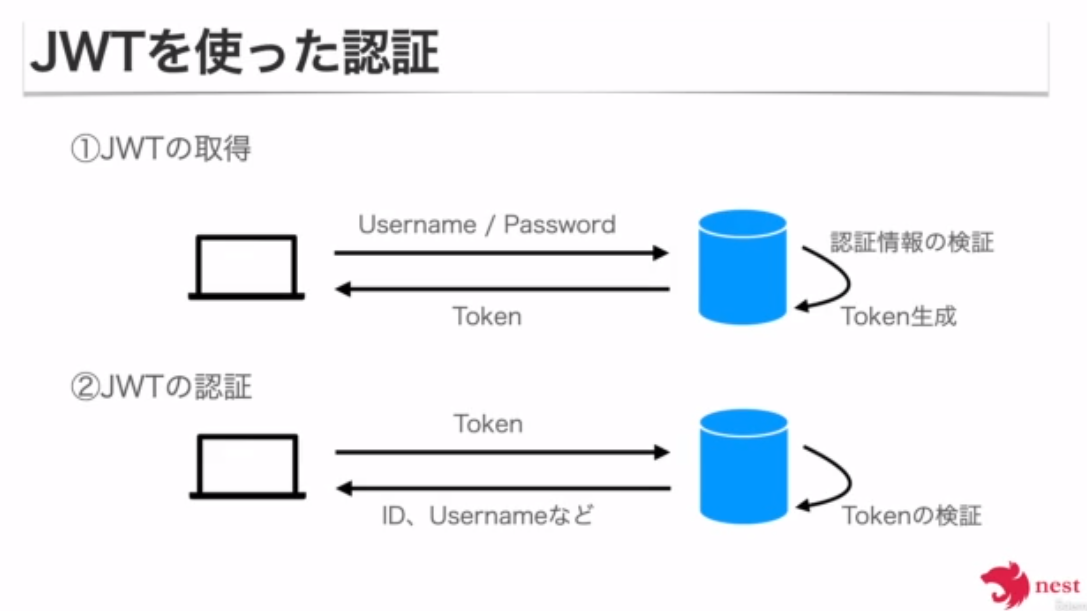 JWTを使った認証
①JWTの取得
Username / Password
認証情報の検証
Token
Token生成
②JWTの認証
Token
ID、Usernameなど
Tokenの検証
nest